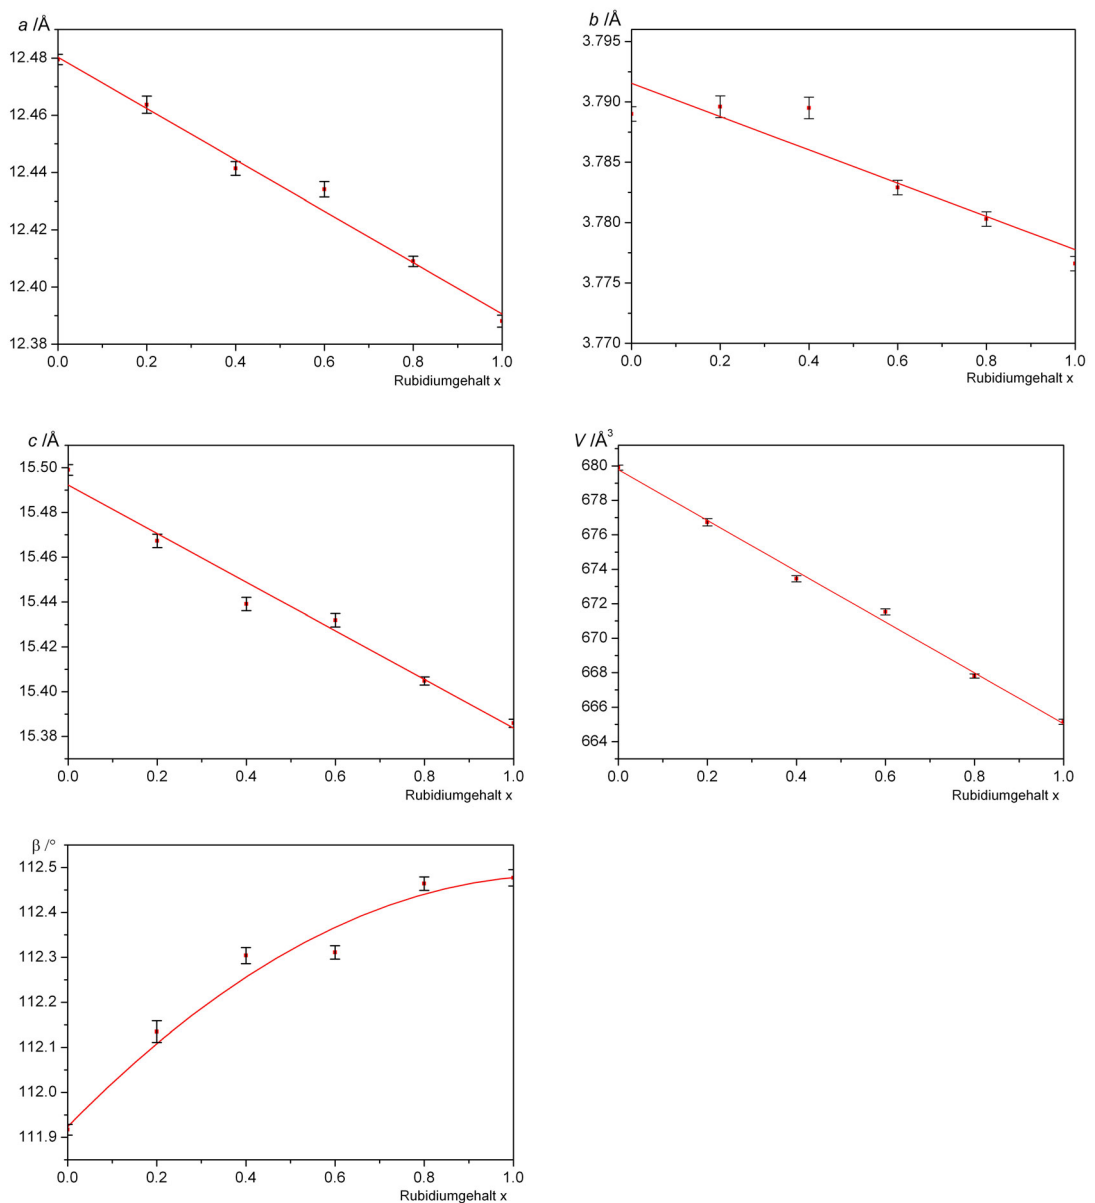 a /Å
12.48
12.46
12.44
12.42
12.40
12.38
0.0 0.2 0.4 0.6 0.8 1.0
Rubidiumgehalt x
b /Å
3.795
3.790
3.785
3.780
3.775
3.770
0.0 0.2 0.4 0.6 0.8 1.0
Rubidiumgehalt x
c /Å
15.50
15.48
15.46
15.44
15.42
15.40
15.38
0.0 0.2 0.4 0.6 0.8 1.0
Rubidiumgehalt x
V /Å³
680
678
676
674
672
670
668
666
664
0.0 0.2 0.4 0.6 0.8 1.0
Rubidiumgehalt x
β /°
112.5
112.4
112.3
112.2
112.1
112.0
111.9
0.0 0.2 0.4 0.6 0.8 1.0
Rubidiumgehalt x